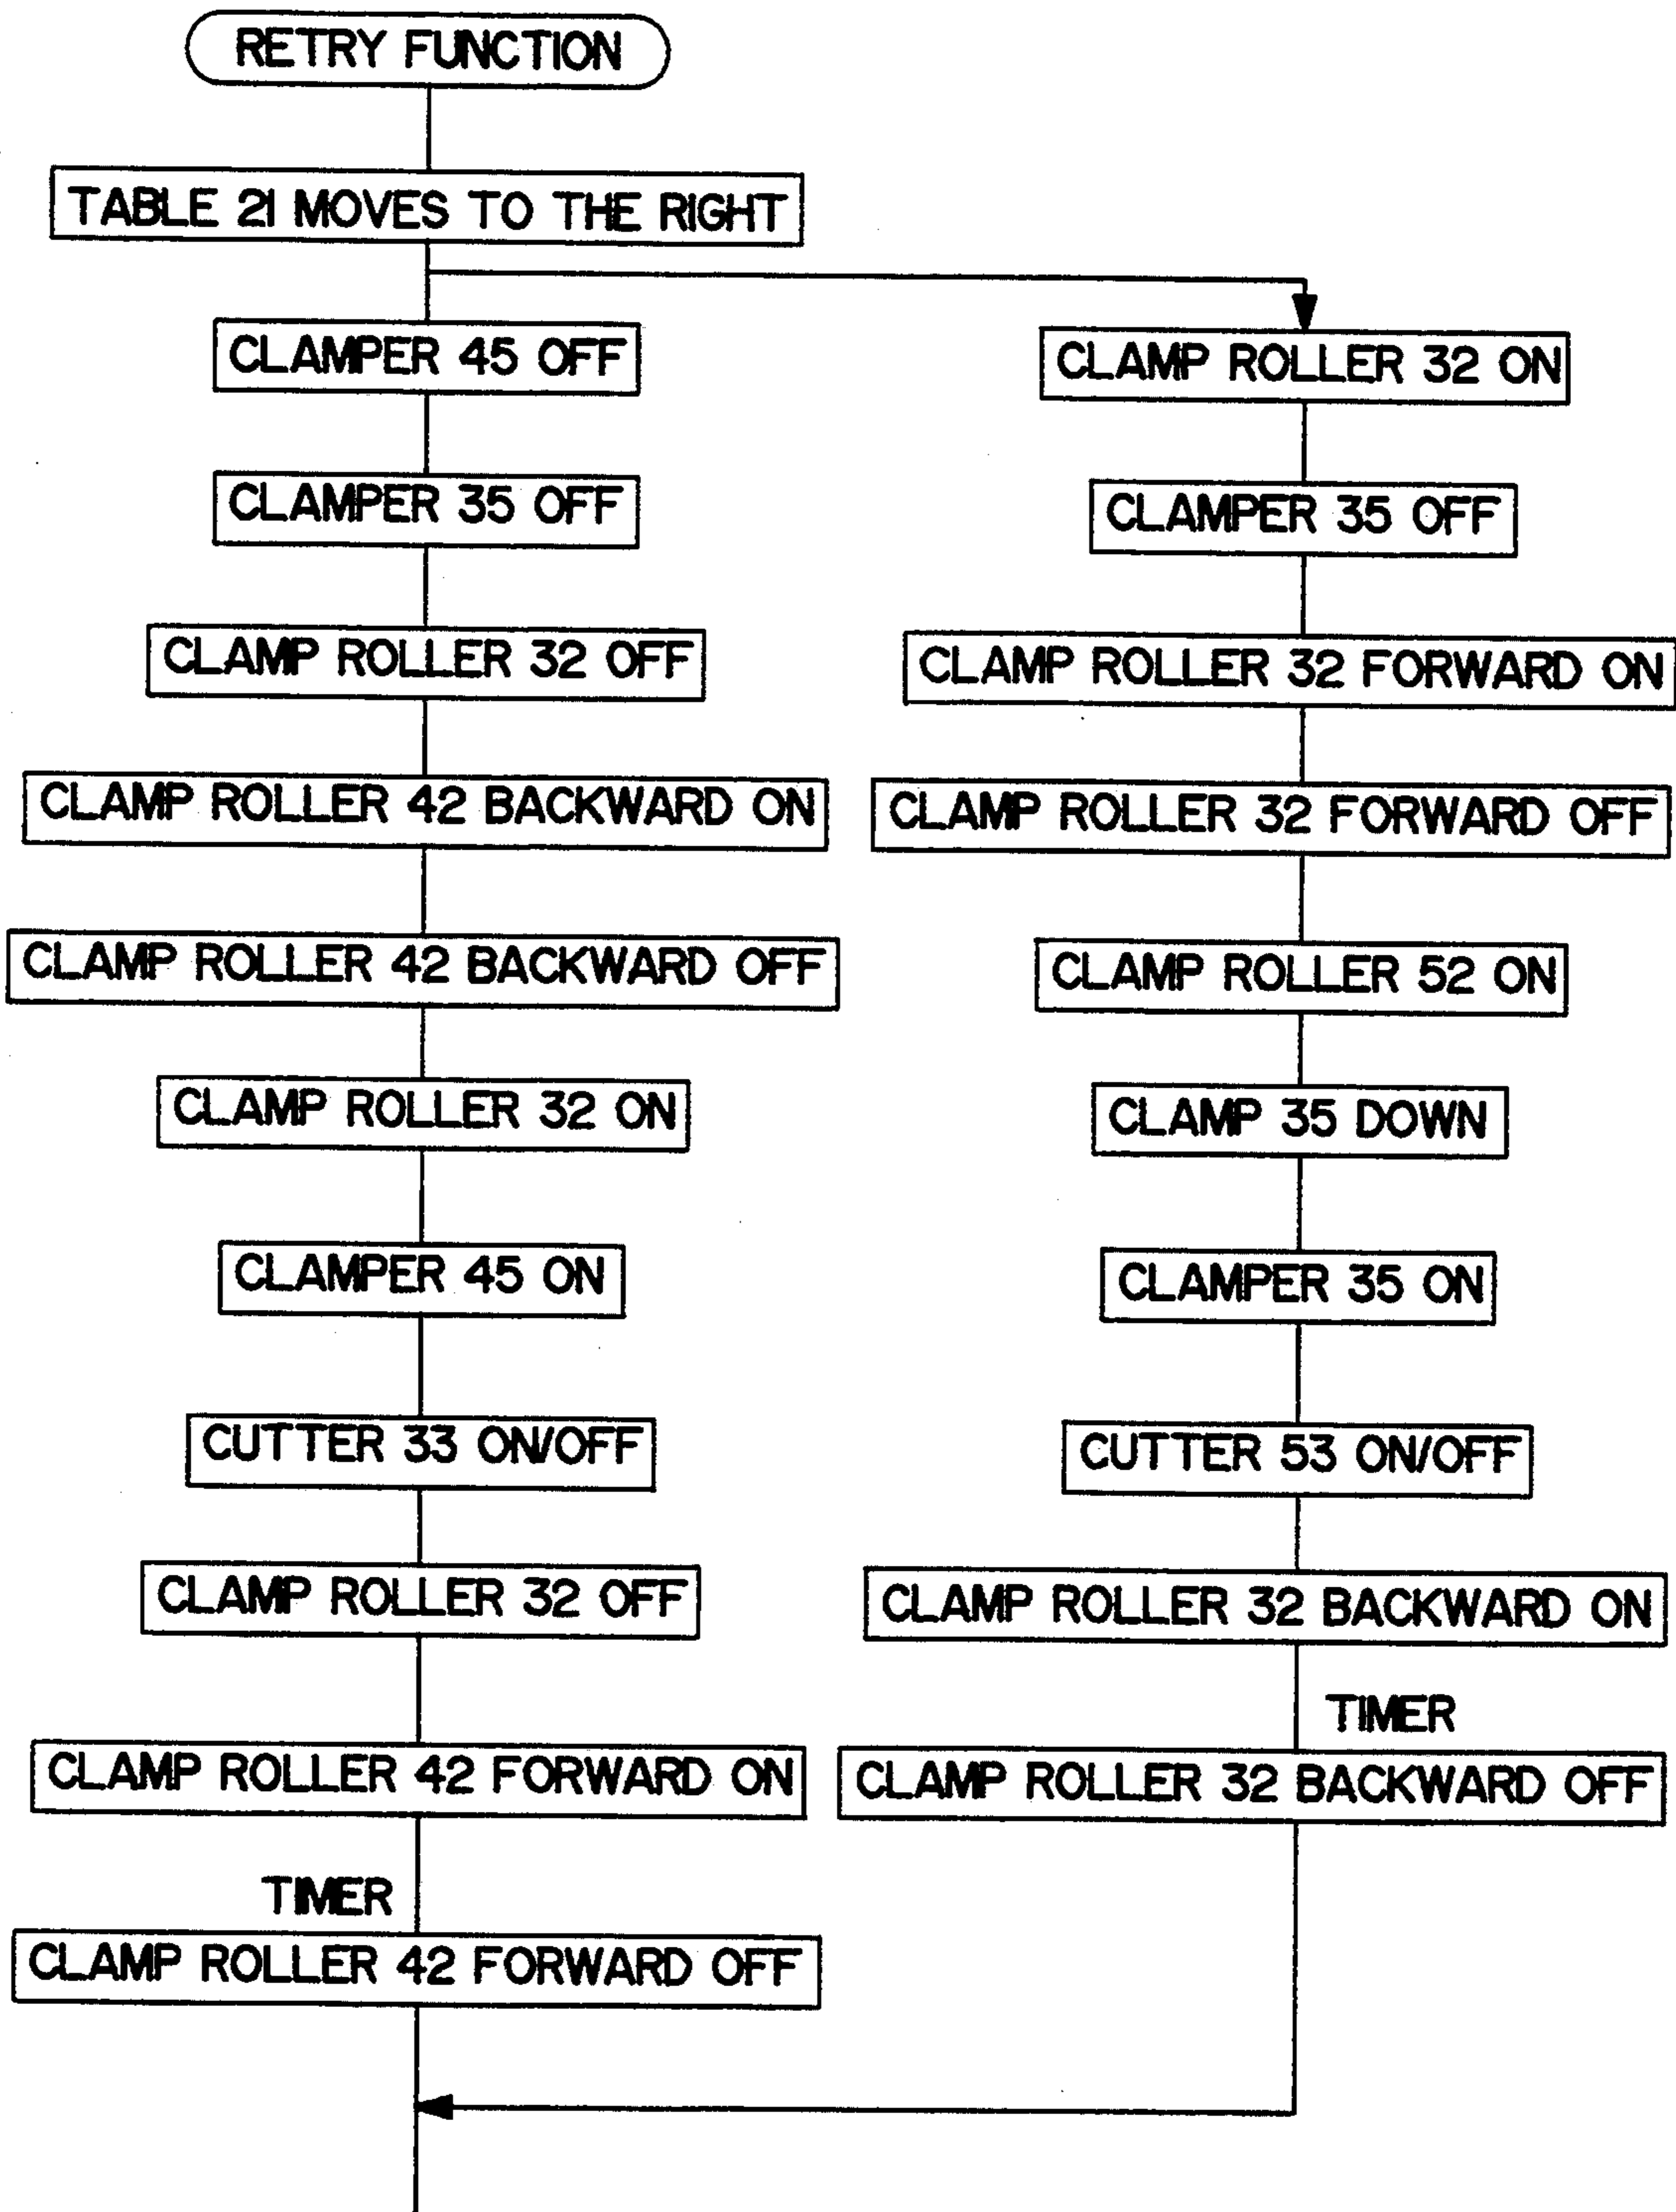 RETRY FUNCTION
TABLE 21 MOVES TO THE RIGHT
CLAMPER 45 OFF
CLAMPER 35 OFF
CLAMP ROLLER 32 OFF
CLAMP ROLLER 42 BACKWARD ON
CLAMP ROLLER 42 BACKWARD OFF
CLAMP ROLLER 32 ON
CLAMPER 45 ON
CUTTER 33 ON/OFF
CLAMP ROLLER 32 OFF
CLAMP ROLLER 42 FORWARD ON
TIMER
CLAMP ROLLER 42 FORWARD OFF
CLAMP ROLLER 32 ON
CLAMPER 35 OFF
CLAMP ROLLER 32 FORWARD ON
CLAMP ROLLER 32 FORWARD OFF
CLAMP ROLLER 52 ON
CLAMP 35 DOWN
CLAMPER 35 ON
CUTTER 53 ON/OFF
CLAMP ROLLER 32 BACKWARD ON
TIMER
CLAMP ROLLER 32 BACKWARD OFF